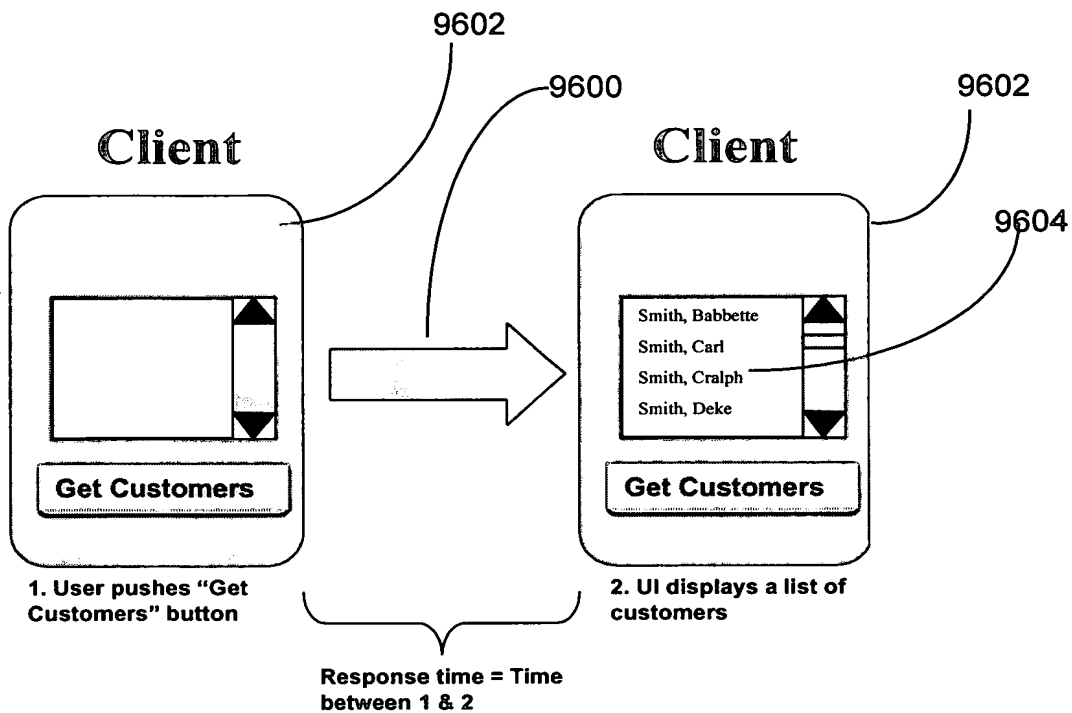 9602
9600
9602
Client
Client
9604
Smith, Babbette
Smith, Carl
Smith, Cralph
Smith, Deke
Get Customers
Get Customers
1. User pushes “Get
Customers” button
2. UI displays a list of
customers
Response time = Time
between 1 & 2